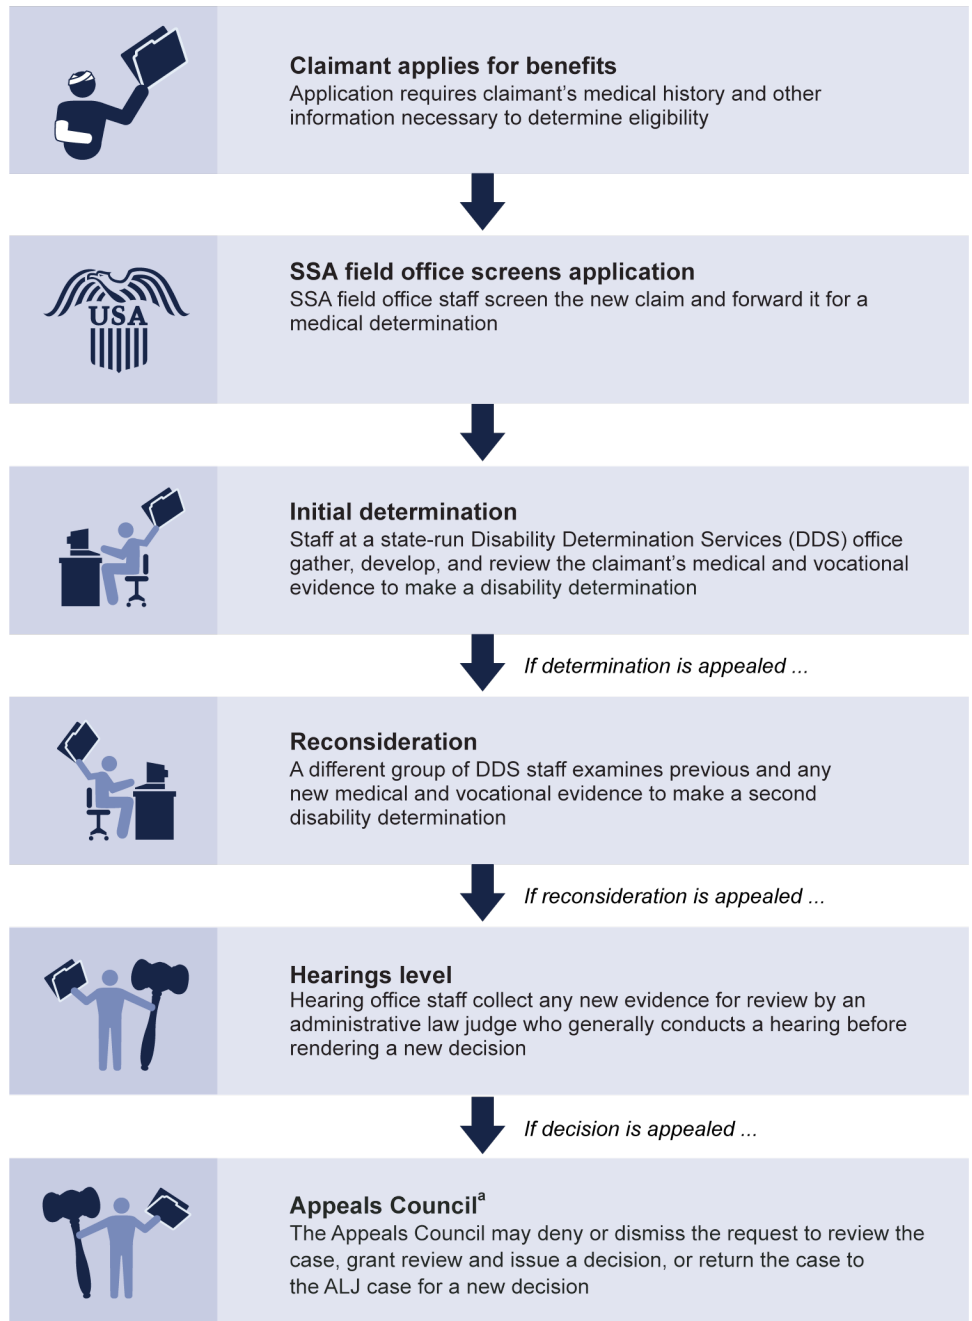 Claimant applies for benefits
Application requires claimant’s medical history and other
information necessary to determine eligibility
USA
SSA field office screens application
SSA field office staff screen the new claim and forward it for a
medical determination
Initial determination
Staff at a state-run Disability Determination Services (DDS) office
gather, develop, and review the claimant’s medical and vocational
evidence to make a disability determination
If determination is appealed ...
Reconsideration
A different group of DDS staff examines previous and any
new medical and vocational evidence to make a second
disability determination
If reconsideration is appealed ...
Hearings level
Hearing office staff collect any new evidence for review by an
administrative law judge who generally conducts a hearing before
rendering a new decision
If decision is appealed ...
Appeals Councilª
The Appeals Council may deny or dismiss the request to review the
case, grant review and issue a decision, or return the case to
the ALJ case for a new decision